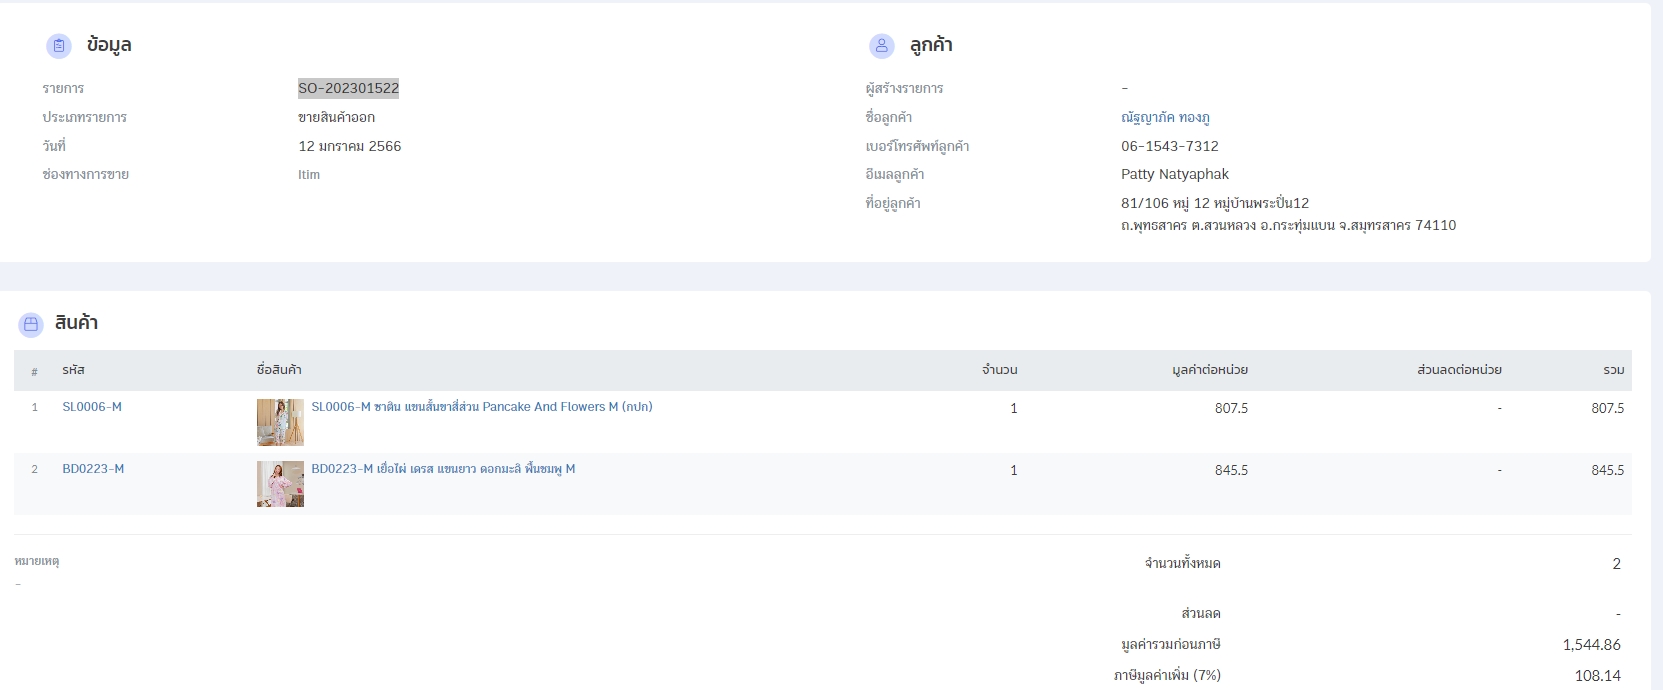 ข้อมูล
รายการ SO-202301522
ประเภทรายการ ขายสินค้าออก
วันที่ 12 มกราคม 2566
ช่องทางการขาย Itim
ลูกค้า
ผู้สร้างรายการ -
ชื่อลูกค้า ณัฐญาภัค ทองภู
เบอร์โทรศัพท์ลูกค้า 06-1543-7312
อีเมลลูกค้า Patty Natyaphak
ที่อยู่ลูกค้า 81/106 หมู่ 12 หมู่บ้านพระปิ่น12
ถ.พุทธสาคร ต.สวนหลวง อ.กระทุ่มแบน จ.สมุทรสาคร 74110
สินค้า
# รหัส ชื่อสินค้า จำนวน มูลค่าต่อหน่วย ส่วนลดต่อหน่วย รวม
1 SL0006-M SL0006-M ซาติน แขนสั้นขาสี่ส่วน Pancake And Flowers M (กปก) 1 807.5 - 807.5
2 BD0223-M BD0223-M เยื่อไผ่ เดรส แขนยาว ดอกมะลิ พื้นชมพู M 1 845.5 - 845.5
หมายเหตุ
-
จำนวนทั้งหมด 2
ส่วนลด -
มูลค่ารวมก่อนภาษี 1,544.86
ภาษีมูลค่าเพิ่ม (7%) 108.14